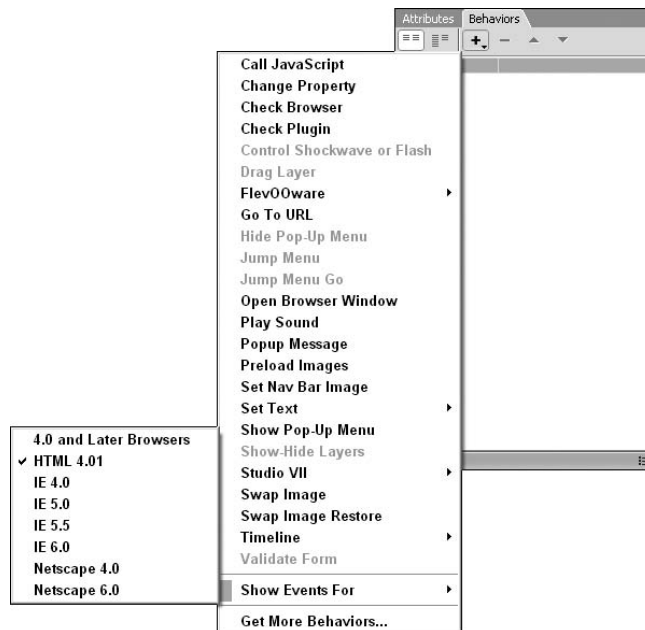 Attributes Behaviors
Call JavaScript
Change Property
Check Browser
Check Plugin
Control Shockwave or Flash
Drag Layer
FlevOOware
Go To URL
Hide Pop-Up Menu
Jump Menu
Jump Menu Go
Open Browser Window
Play Sound
Popup Message
Preload Images
Set Nav Bar Image
Set Text
Show Pop-Up Menu
Show-Hide Layers
Studio VII
Swap Image
Swap Image Restore
Timeline
Validate Form
Show Events For
Get More Behaviors...
4.0 and Later Browsers
✓ HTML 4.01
IE 4.0
IE 5.0
IE 5.5
IE 6.0
Netscape 4.0
Netscape 6.0